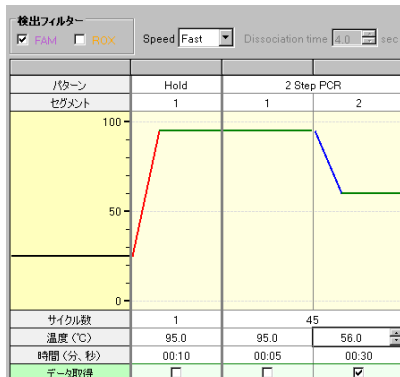 検出フィルター
FAM ROX Speed Fast Dissociation time 4.0 sec
パターン Hold 2 Step PCR
セグメント 1 1 2
100
50
0
サイクル数 1 45
温度 (℃) 95.0 95.0 56.0
時間 (分、秒) 00:10 00:05 00:30
データ取得